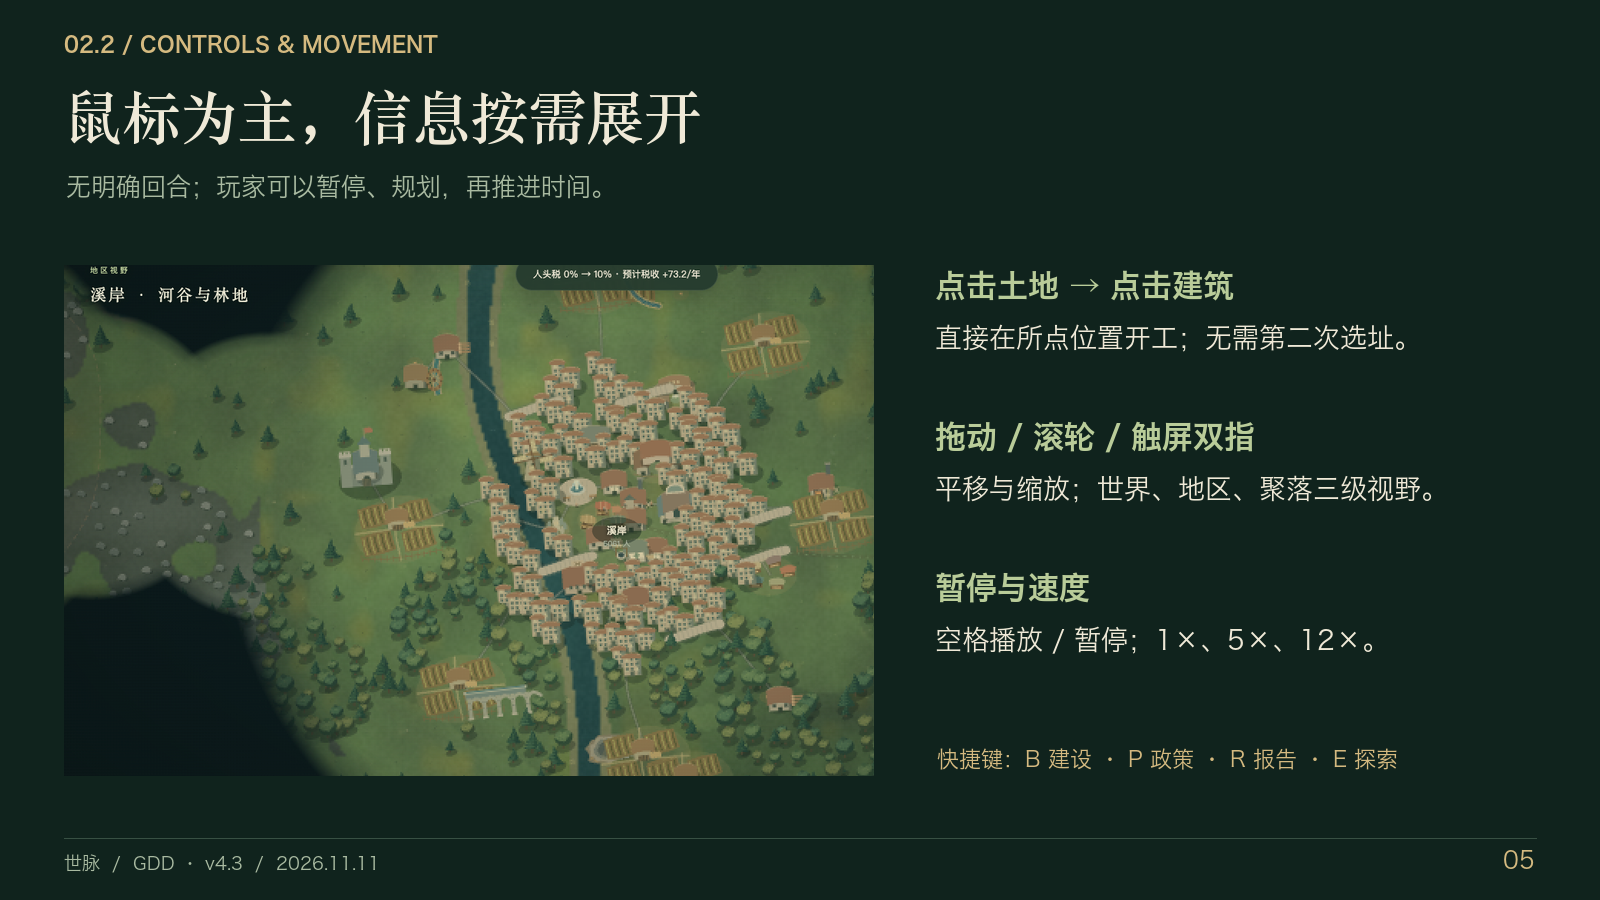 02.2 / CONTROLS & MOVEMENT
鼠标为主，信息按需展开
无明确回合；玩家可以暂停、规划，再推进时间。
地区视野
溪岸 · 河谷与林地
人头税 0% → 10% · 预计税收 +73.2/年
溪岸
点击土地 → 点击建筑
直接在所点位置开工；无需第二次选址。
拖动 / 滚轮 / 触屏双指
平移与缩放；世界、地区、聚落三级视野。
暂停与速度
空格播放 / 暂停；1×、5×、12×。
快捷键：B 建设 · P 政策 · R 报告 · E 探索
世脉 / GDD · v4.3 / 2026.11.11
05